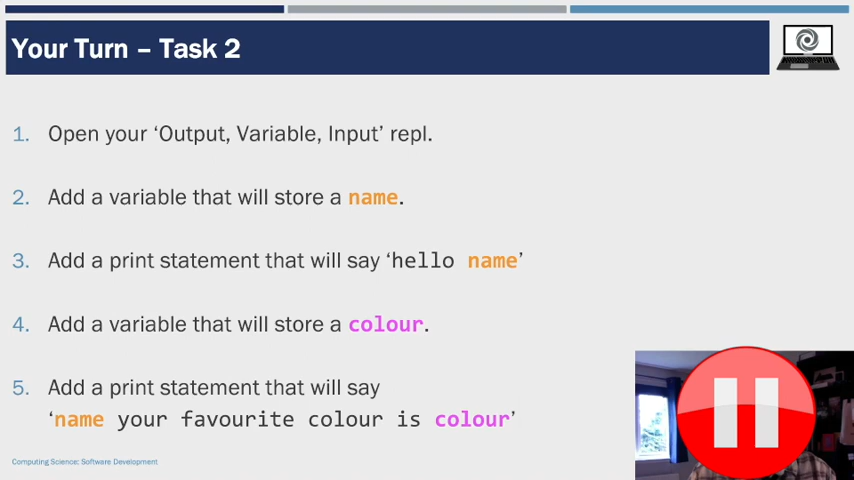 Your Turn – Task 2
1. Open your ‘Output, Variable, Input’ repl.
2. Add a variable that will store a name.
3. Add a print statement that will say ‘hello name’
4. Add a variable that will store a colour.
5. Add a print statement that will say
‘name your favourite colour is colour’
Computing Science: Software Development